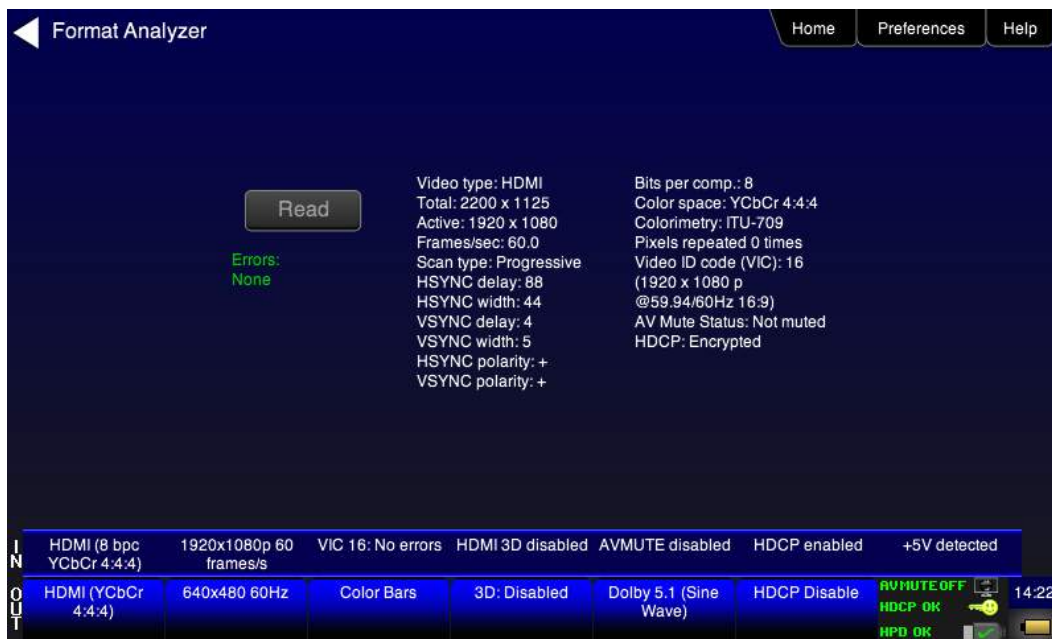 Format Analyzer
Home
Preferences
Help
Read
Errors:
None
Video type: HDMI
Total: 2200 x 1125
Active: 1920 x 1080
Frames/sec: 60.0
Scan type: Progressive
HSYNC delay: 88
HSYNC width: 44
VSYNC delay: 4
VSYNC width: 5
HSYNC polarity: +
VSYNC polarity: +
Bits per comp.: 8
Color space: YCbCr 4:4:4
Colorimetry: ITU-709
Pixels repeated 0 times
Video ID code (VIC): 16
(1920 x 1080 p
@59.94/60Hz 16:9)
AV Mute Status: Not muted
HDCP: Encrypted
IN
HDMI (8 bpc
YCbCr 4:4:4)
1920x1080p 60
frames/s
VIC 16: No errors
HDMI 3D disabled
AVMUTE disabled
HDCP enabled
+5V detected
OUT
HDMI (YCbCr
4:4:4)
640x480 60Hz
Color Bars
3D: Disabled
Dolby 5.1 (Sine
Wave)
HDCP Disable
AVMUTE OFF
HDCP OK
HPD OK
14:22